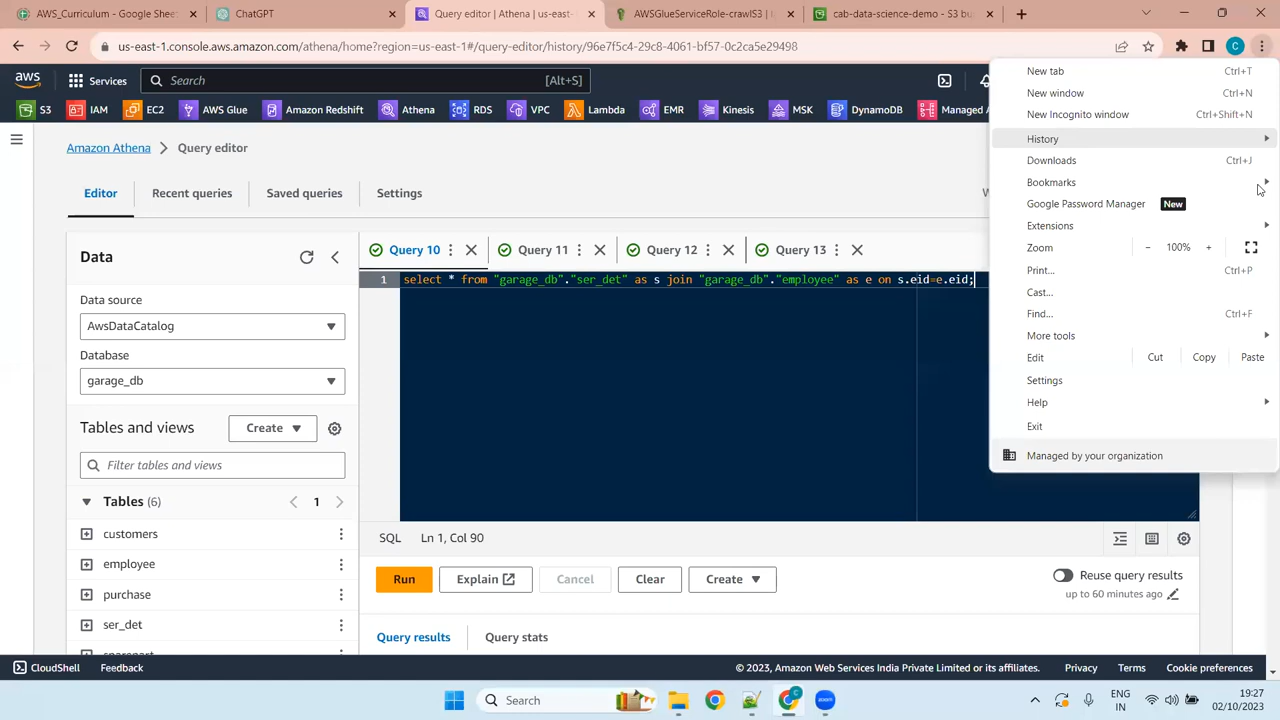 AWS_Curriculum - Google Shee
ChatGPT
Query editor | Athena | us-east-
AWSGlueServiceRole-crawlS3 | I
cab-data-science-demo - S3 bu
us-east-1.console.aws.amazon.com/athena/home?region=us-east-1#/query-editor/history/96e7f5c4-29c8-4061-bf57-0c2ca5e29498
C
aws
Services
Search
[Alt+S]
S3
IAM
EC2
AWS Glue
Amazon Redshift
Athena
RDS
VPC
Lambda
EMR
Kinesis
MSK
DynamoDB
Managed A
New tab Ctrl+T
New window Ctrl+N
New Incognito window Ctrl+Shift+N
History
Downloads Ctrl+J
Bookmarks
Google Password Manager New
Extensions
Zoom − 100% +
Print... Ctrl+P
Cast...
Find... Ctrl+F
More tools
Edit Cut Copy Paste
Settings
Help
Exit
Managed by your organization
Amazon Athena > Query editor
Editor
Recent queries
Saved queries
Settings
W
Data
Data source
AwsDataCatalog
Database
garage_db
Tables and views
Create
Filter tables and views
Tables (6)
1
customers
employee
purchase
ser_det
sparepart
Query 10
Query 11
Query 12
Query 13
1 select * from "garage_db"."ser_det" as s join "garage_db"."employee" as e on s.eid=e.eid;
SQL
Ln 1, Col 90
Run
Explain
Cancel
Clear
Create
Reuse query results
up to 60 minutes ago
Query results
Query stats
CloudShell
Feedback
© 2023, Amazon Web Services India Private Limited or its affiliates.
Privacy
Terms
Cookie preferences
Search
C
zoom
ENG
IN
19:27
02/10/2023